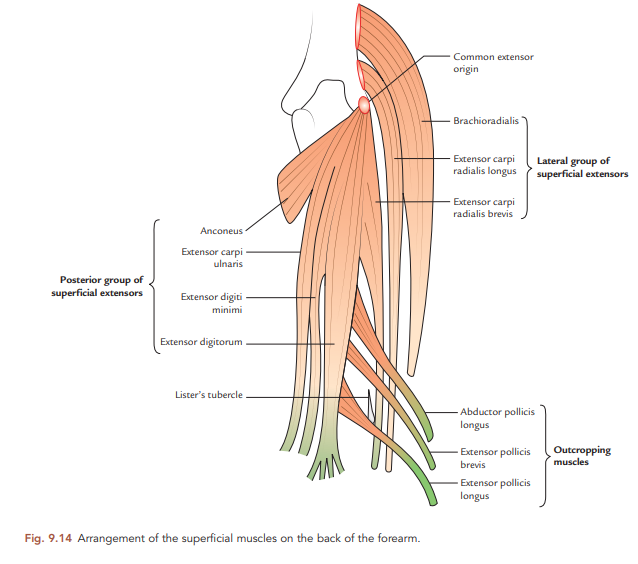 Common extensor
origin
Brachioradialis
Extensor carpi
radialis longus
Lateral group of
superficial extensors
Extensor carpi
radialis brevis
Anconeus
Extensor carpi
ulnaris
Posterior group of
superficial extensors
Extensor digiti
minimi
Extensor digitorum
Lister's tubercle
Abductor pollicis
longus
Extensor pollicis
brevis
Outcropping
muscles
Extensor pollicis
longus
Fig. 9.14 Arrangement of the superficial muscles on the back of the forearm.